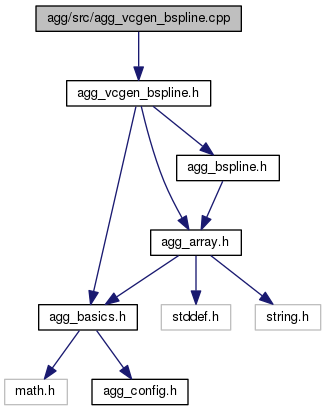 agg/src/agg_vcgen_bspline.cpp
agg_vcgen_bspline.h
agg_bspline.h
agg_array.h
agg_basics.h
stddef.h
string.h
math.h
agg_config.h